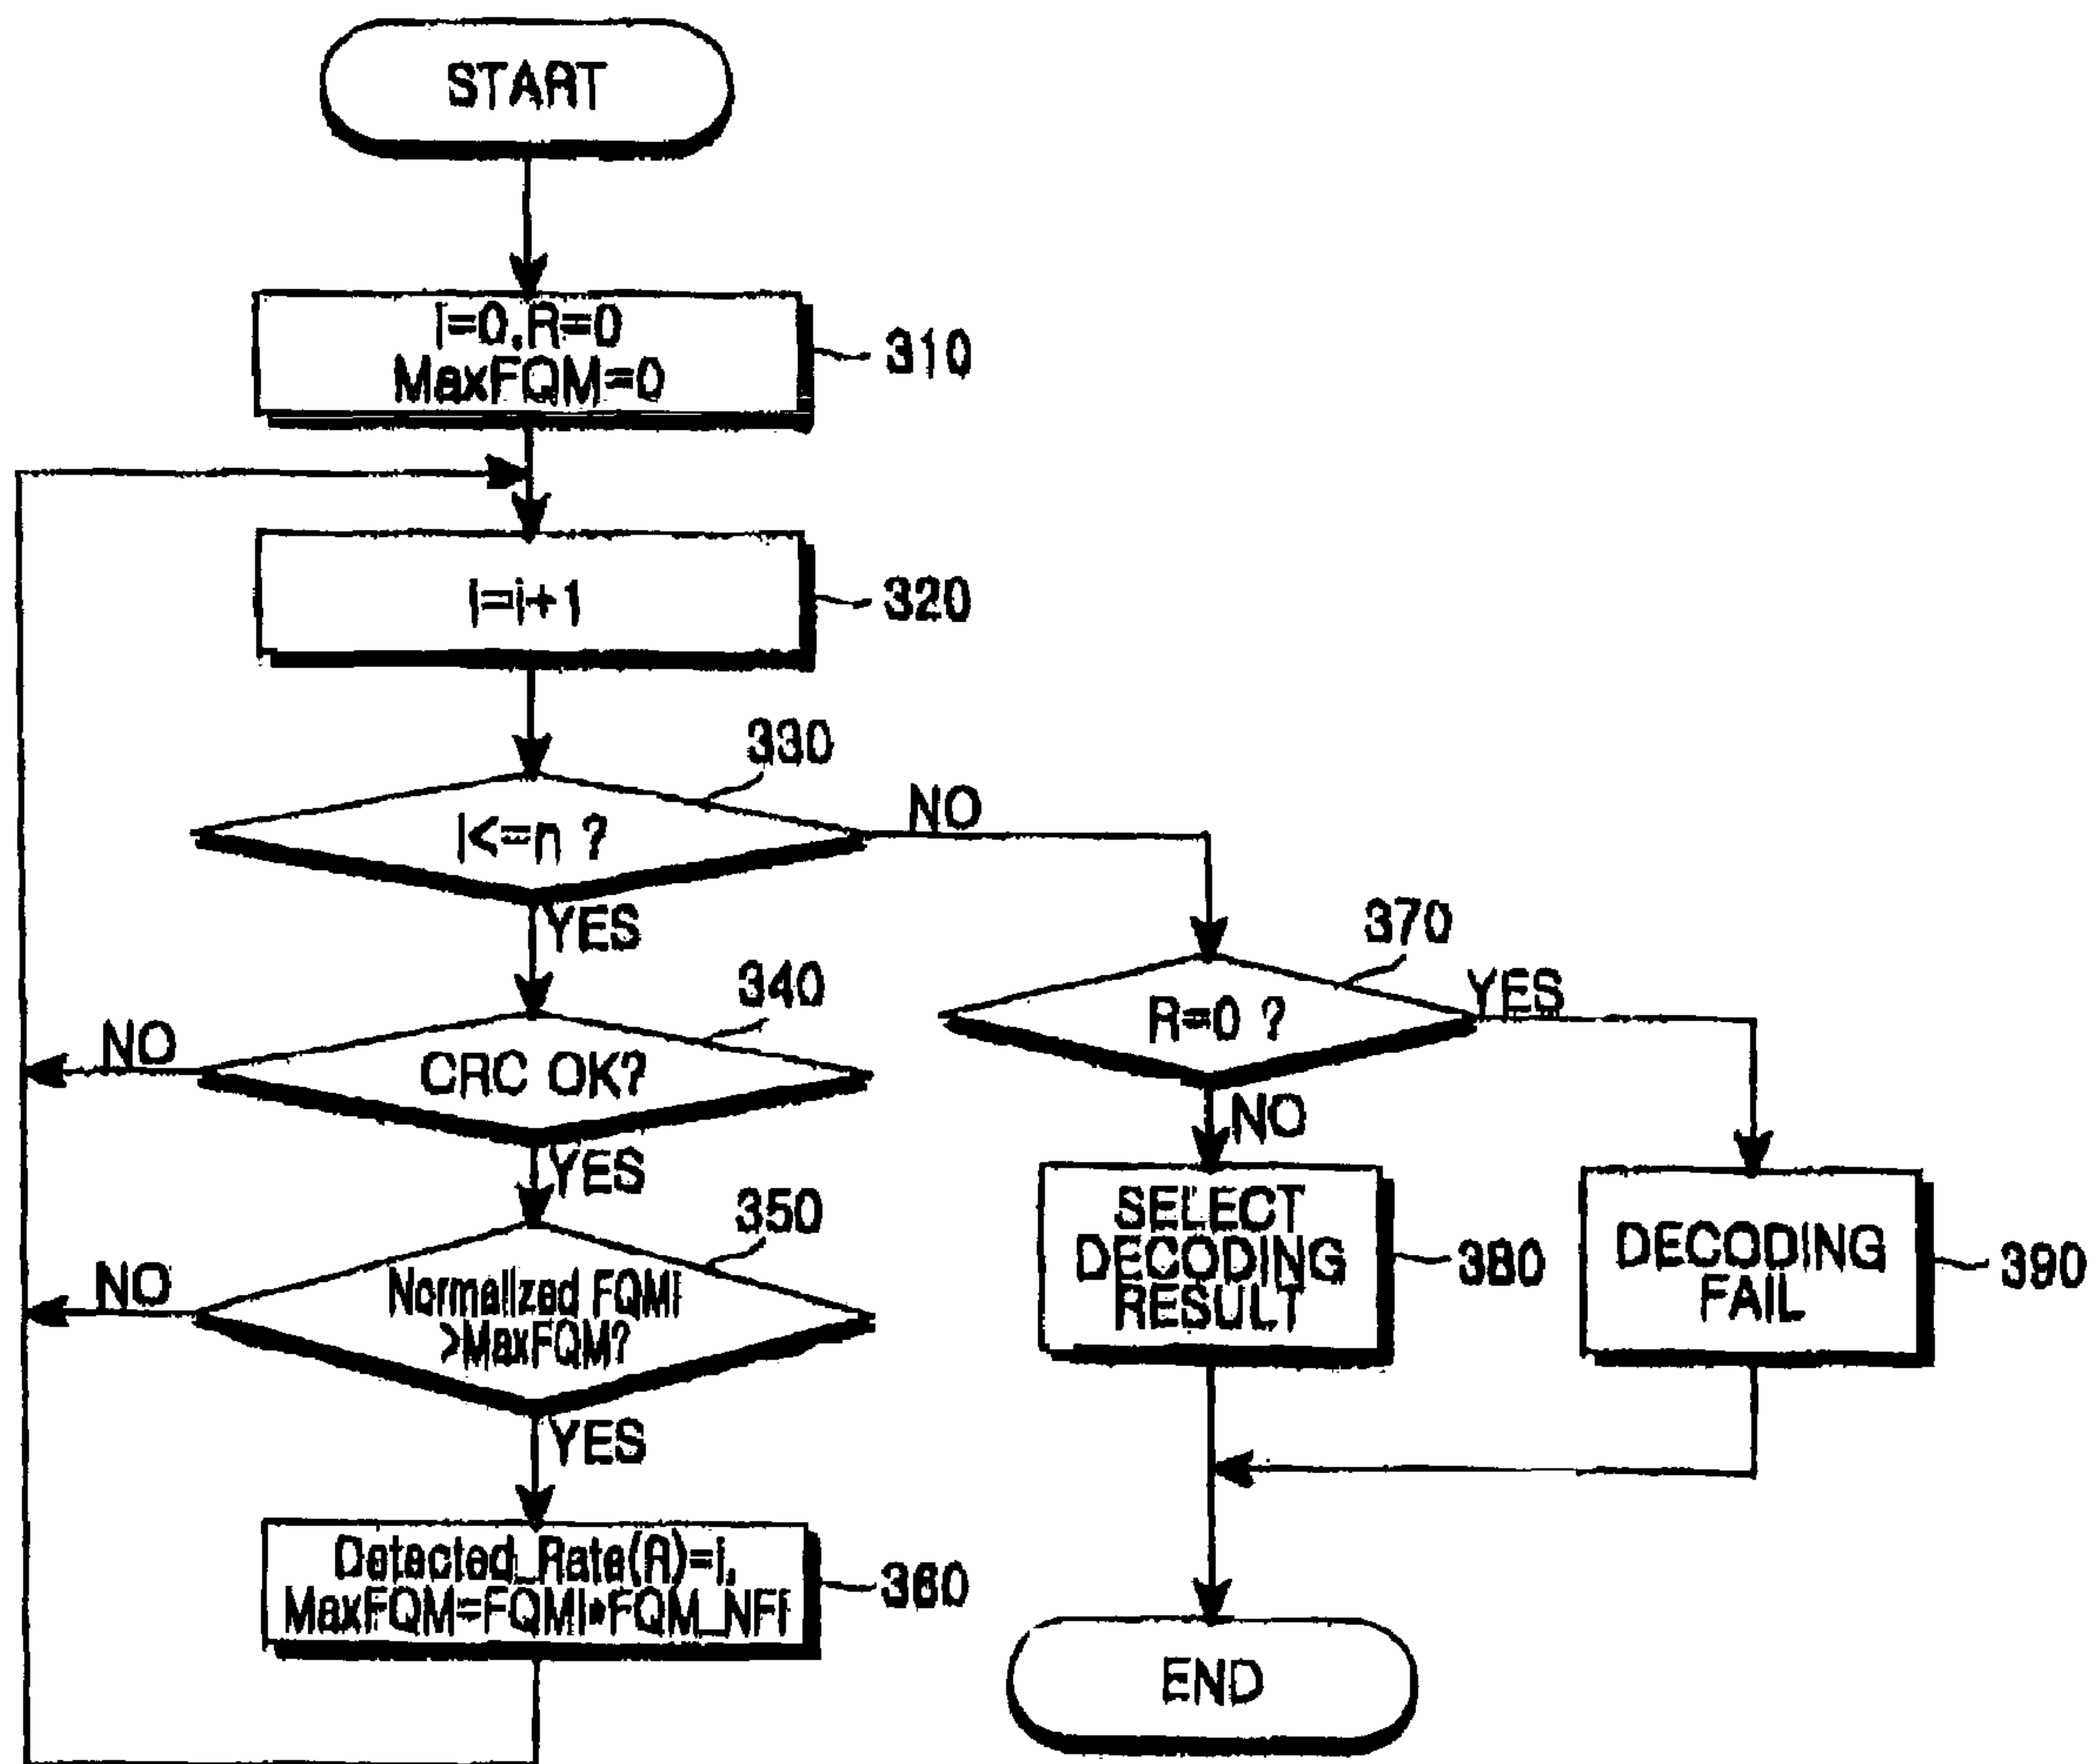 START
i=0,R=0
MaxFQM=0
310
i=i+1
320
330
i<=n ?
NO
YES
340
CRC OK?
NO
YES
350
Normalized FQMi
>MaxFQM?
NO
YES
Detected_Rate(R)=i,
MaxFQM=FQMi*FQM_NFi
360
370
R=0 ?
YES
NO
SELECT
DECODING
RESULT
380
DECODING
FAIL
390
END